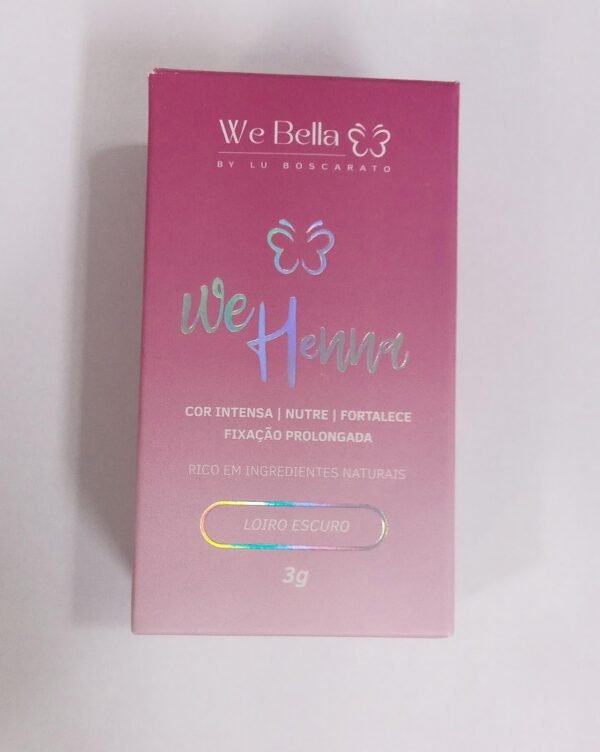 We Bella
BY LU BOSCARATO
We
Henna
COR INTENSA | NUTRE | FORTALECE
FIXAÇÃO PROLONGADA
RICO EM INGREDIENTES NATURAIS
LOIRO ESCURO
3g